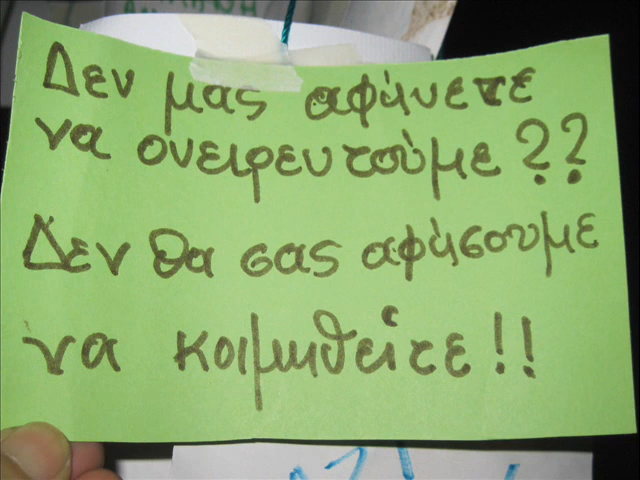 Δεν μας αφήνετε
να ονειρευτούμε ??
Δεν θα σας αφήσουμε
να κοιμηθείτε !!